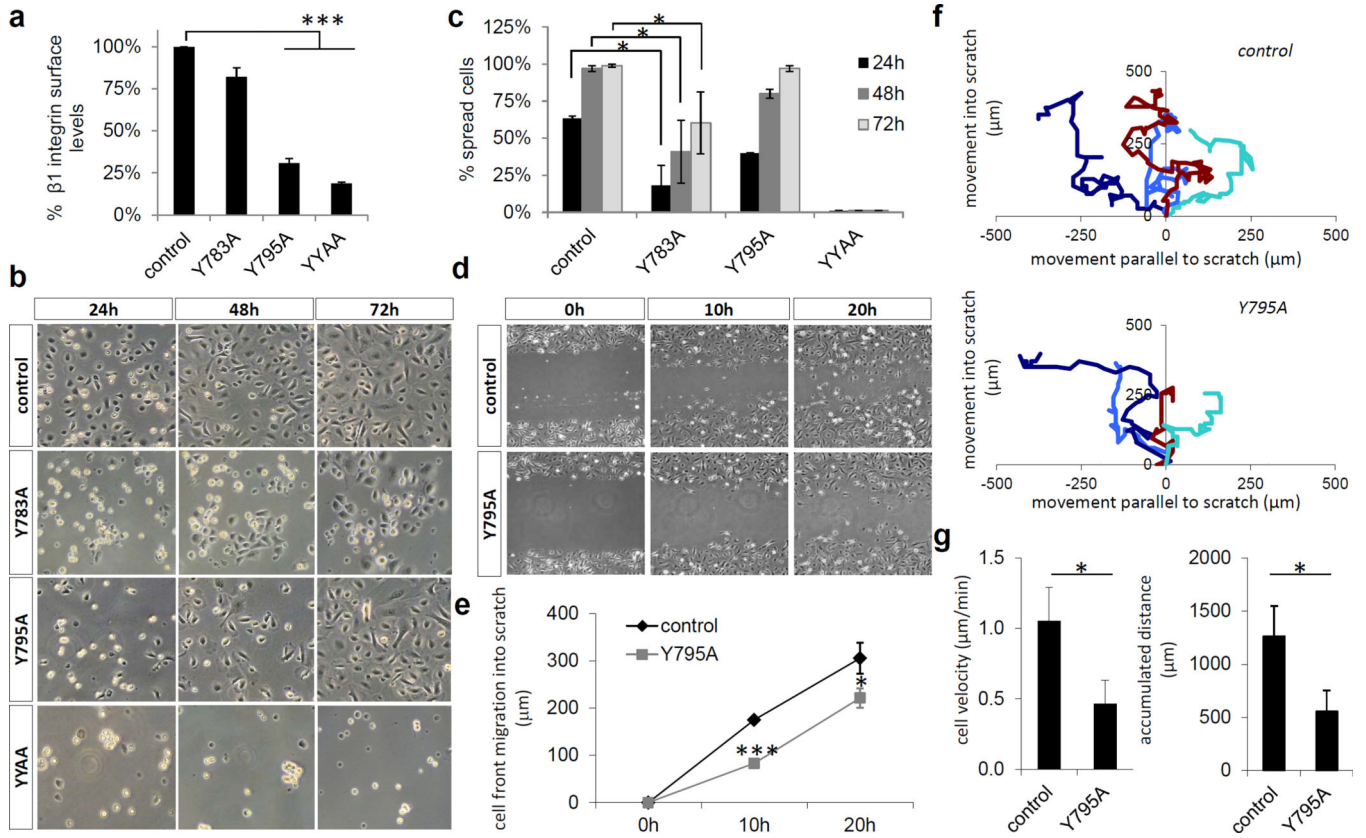 a
***
100%
75%
50%
25%
0%
% β1 integrin surface
levels
control
Y783A
Y795A
YYAA
b
24h
48h
72h
control
Y783A
Y795A
YYAA
c
125%
100%
75%
50%
25%
0%
% spread cells
*
*
*
24h
48h
72h
control
Y783A
Y795A
YYAA
d
0h
10h
20h
control
Y795A
e
400
300
200
100
0
cell front migration into scratch
(µm)
control
Y795A
***
*
0h
10h
20h
f
control
movement into scratch
(µm)
500
250
0
-500
-250
0
250
500
movement parallel to scratch (µm)
Y795A
movement into scratch
(µm)
500
250
0
-500
-250
0
250
500
movement parallel to scratch (µm)
g
1.5
1.0
0.5
0.0
cell velocity (µm/min)
*
control
Y795A
2000
1500
1000
500
0
accumulated distance
(µm)
*
control
Y795A